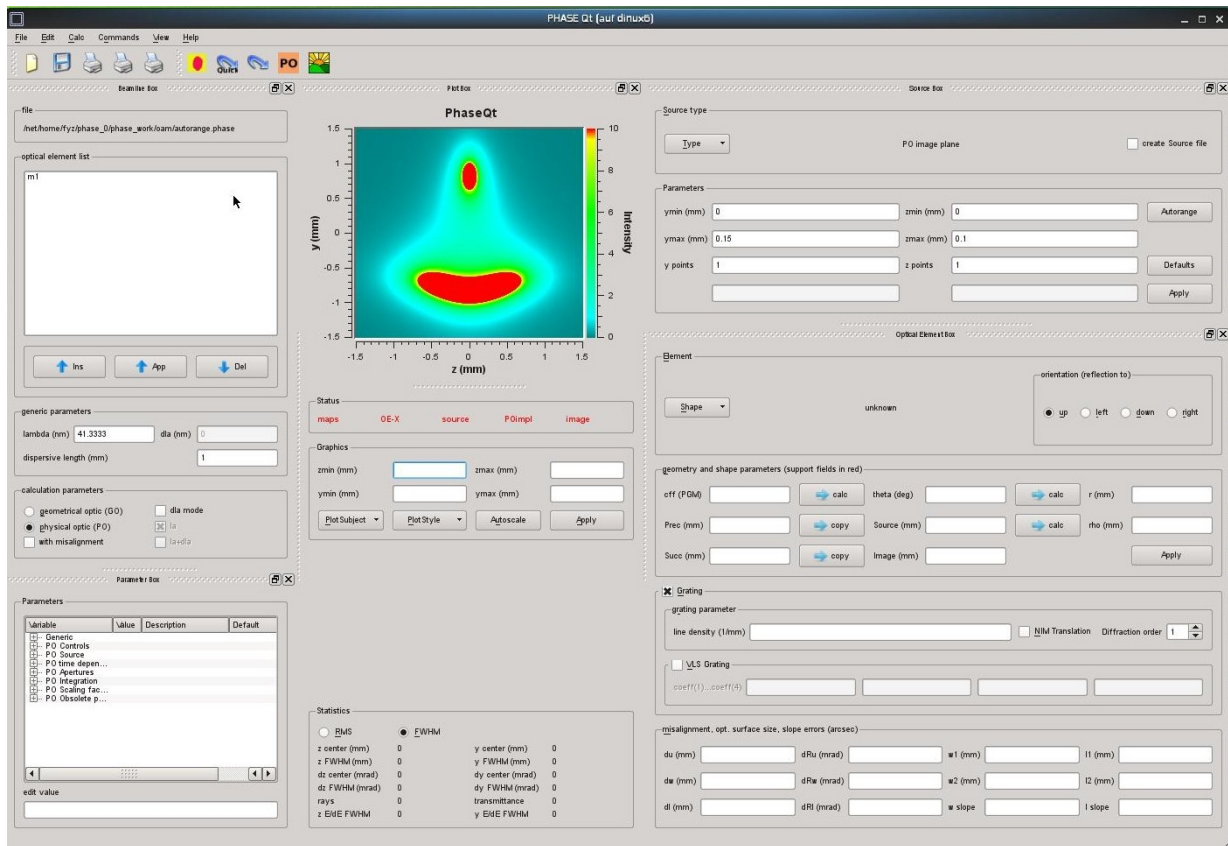 PHASE Qt (auf dinux6)
File Edit Calc Commands View Help
Quick PO
Beamline Box
file
/net/home/fyz/phase_0/phase_work/oam/autorange.phase
optical element list
m1
Ins App Del
generic parameters
lambda (nm) 41.3333 dla (nm) 0
dispersive length (mm) 1
calculation parameters
geometrical optic (GO) dla mode
physical optic (PO) la
with misalignment la+dla
Parameter Box
Parameters
Variable Value Description Default
Generic
PO Controls
PO Source
PO time depen...
PO Apertures
PO Integration
PO Scaling fac...
PO Obsolete p...
edit value
Plot Box
PhaseQt
1.5
1
0.5
0
-0.5
-1
-1.5
y (mm)
-1.5 -1 -0.5 0 0.5 1 1.5
z (mm)
10
8
6
4
2
0
Intensity
Status
maps OE-X source POimpl image
Graphics
zmin (mm) zmax (mm)
ymin (mm) ymax (mm)
PlotSubject PlotStyle Autoscale Apply
Statistics
RMS FWHM
z center (mm) 0 y center (mm) 0
z FWHM (mm) 0 y FWHM (mm) 0
dz center (mrad) 0 dy center (mrad) 0
dz FWHM (mrad) 0 dy FWHM (mrad) 0
rays 0 transmittance 0
z E/dE FWHM 0 y E/dE FWHM 0
Source Box
Source type
Type PO image plane create Source file
Parameters
ymin (mm) 0 zmin (mm) 0 Autorange
ymax (mm) 0.15 zmax (mm) 0.1
y points 1 z points 1 Defaults
Apply
Optical Element Box
Element
Shape unknown
orientation (reflection to)
up left down right
geometry and shape parameters (support fields in red)
cff (PGM) calc theta (deg) calc r (mm)
Prec (mm) copy Source (mm) calc rho (mm)
Succ (mm) copy Image (mm) Apply
Grating
grating parameter
line density (1/mm) NIM Translation Diffraction order 1
VLS Grating
coeff(1)...coeff(4)
misalignment, opt. surface size, slope errors (arcsec)
du (mm) dRu (mrad) w1 (mm) l1 (mm)
dw (mm) dRw (mrad) w2 (mm) l2 (mm)
dl (mm) dRl (mrad) w slope l slope